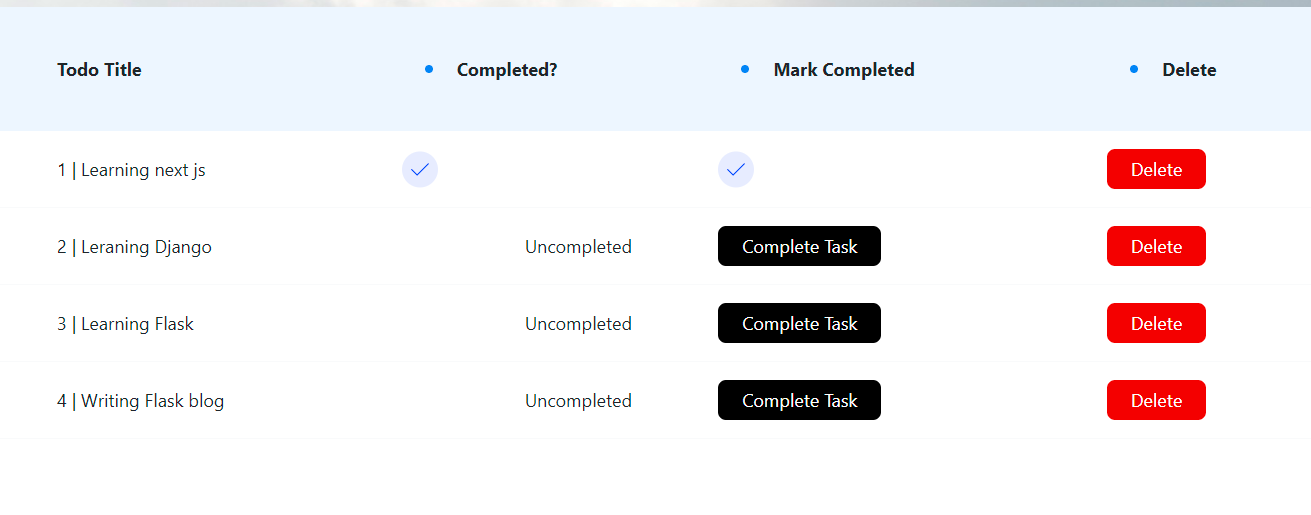 Todo Title Completed? Mark Completed Delete
1 | Learning next js Delete
2 | Leraning Django Uncompleted Complete Task Delete
3 | Learning Flask Uncompleted Complete Task Delete
4 | Writing Flask blog Uncompleted Complete Task Delete